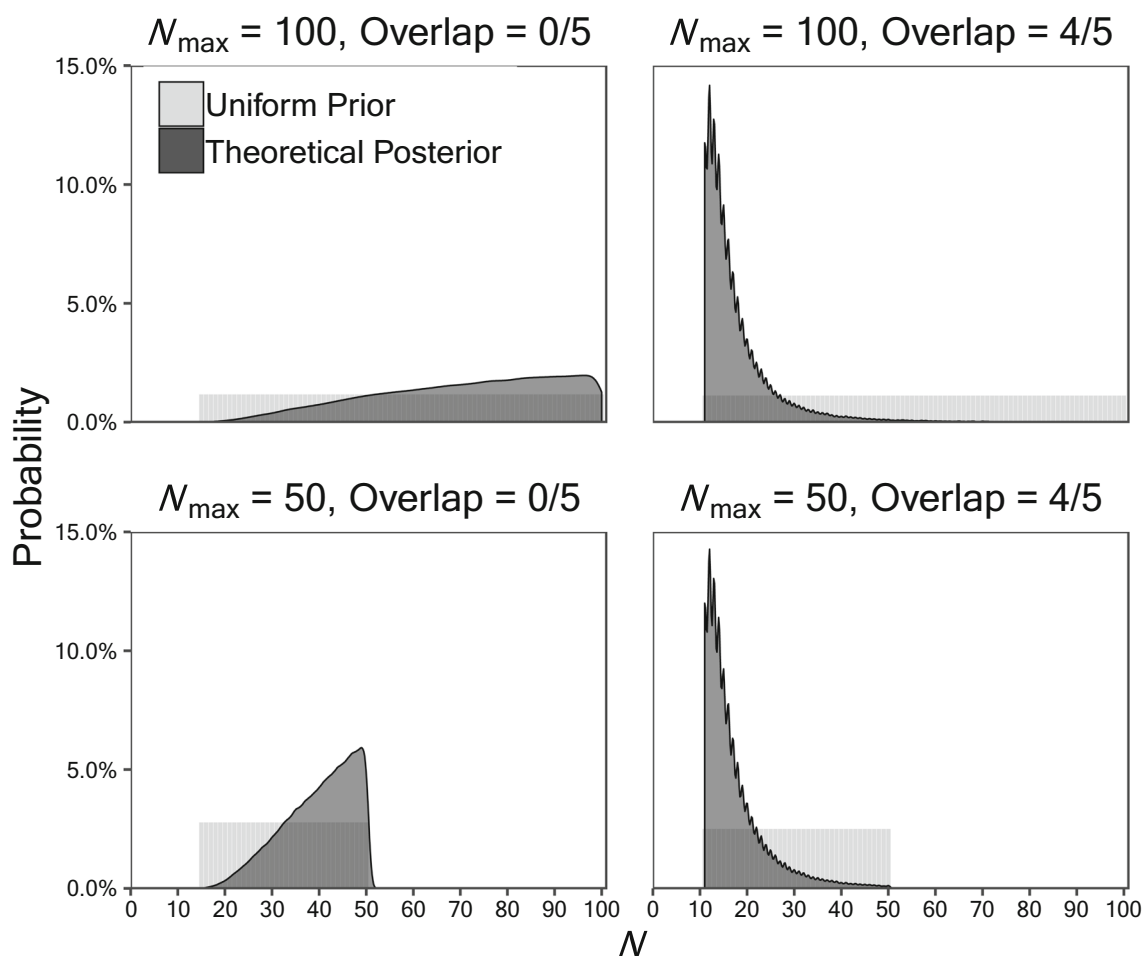 N max = 100, Overlap = 0/5
N max = 100, Overlap = 4/5
15.0%
10.0%
5.0%
0.0%
Uniform Prior
Theoretical Posterior
Probability
N max = 50, Overlap = 0/5
N max = 50, Overlap = 4/5
15.0%
10.0%
5.0%
0.0%
0 10 20 30 40 50 60 70 80 90 100
0 10 20 30 40 50 60 70 80 90 100
N